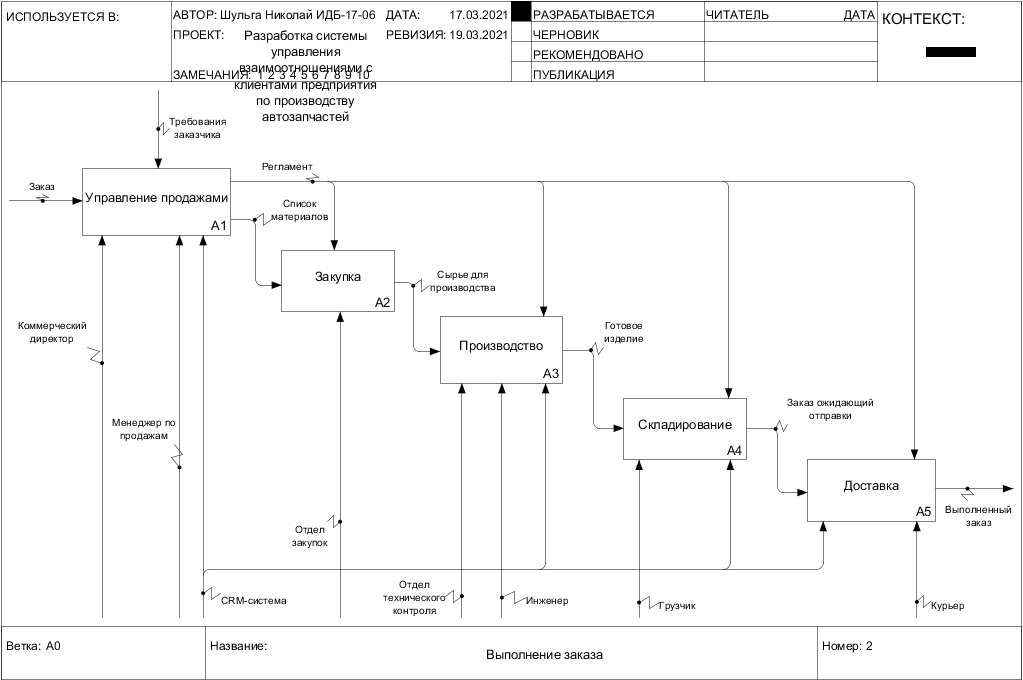 ИСПОЛЬЗУЕТСЯ В:
АВТОР: Шульга Николай ИДБ-17-06
ДАТА: 17.03.2021
ПРОЕКТ:
Разработка системы
управления
взаимоотношениями с
клиентами предприятия
по производству
автозапчастей
РЕВИЗИЯ: 19.03.2021
ЗАМЕЧАНИЯ: 1 2 3 4 5 6 7 8 9 10
РАЗРАБАТЫВАЕТСЯ
ЧЕРНОВИК
РЕКОМЕНДОВАНО
ПУБЛИКАЦИЯ
ЧИТАТЕЛЬ
ДАТА
КОНТЕКСТ:
Требования
заказчика
Заказ
Управление продажами
A1
Регламент
Список
материалов
Закупка
A2
Сырье для
производства
Производство
A3
Готовое
изделие
Складирование
A4
Заказ ожидающий
отправки
Доставка
A5
Выполненный
заказ
Коммерческий
директор
Менеджер по
продажам
CRM-система
Отдел
закупок
Отдел
технического
контроля
Инженер
Грузчик
Курьер
Ветка: A0
Название:
Выполнение заказа
Номер: 2